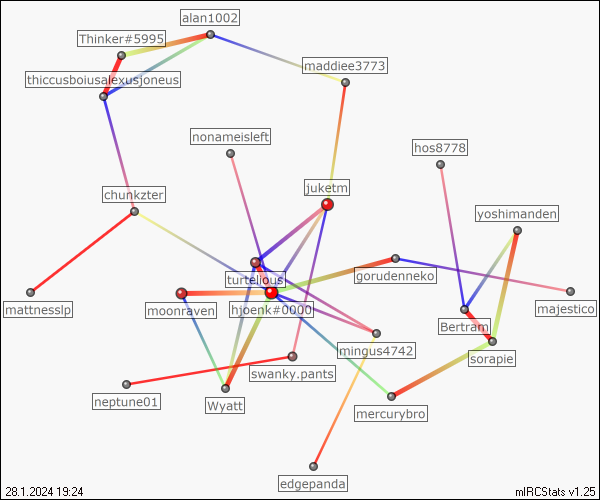 alan1002
Thinker#5995
maddiee3773
thiccusboiusalexusjoneus
nonameisleft
hos8778
juketm
chunkzter
yoshimanden
turtelious
gorudenneko
mattnesslp
moonraven
hjoenk#0000
majestico
Bertram
mingus4742
sorapie
swanky.pants
neptune01
Wyatt
mercurybro
edgepanda
28.1.2024 19:24
mIRCStats v1.25